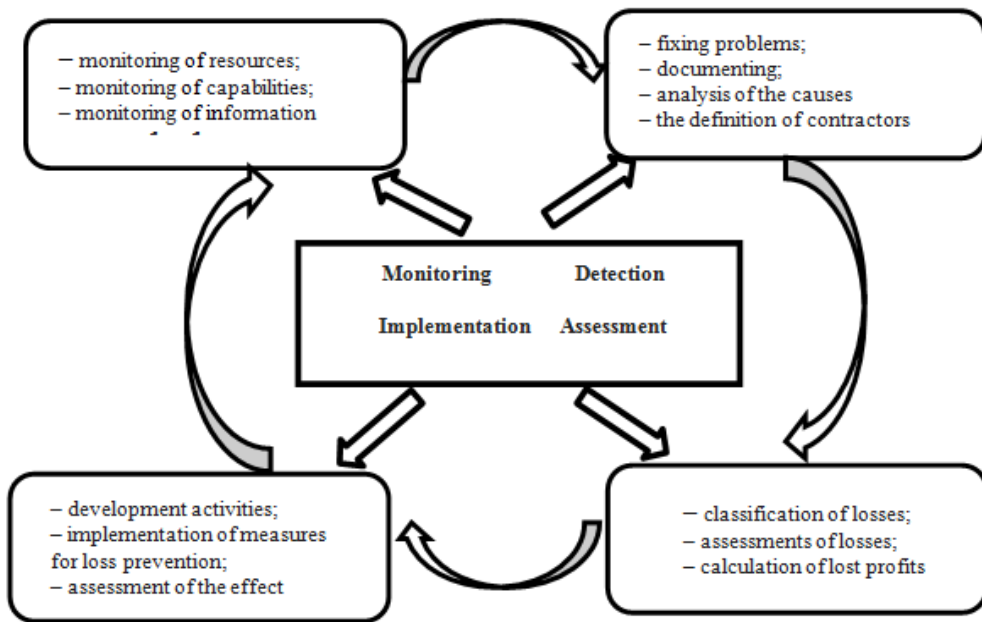 – monitoring of resources;
– monitoring of capabilities;
– monitoring of information
– fixing problems;
– documenting;
– analysis of the causes
– the definition of contractors
Monitoring Detection
Implementation Assessment
– development activities;
– implementation of measures
for loss prevention;
– assessment of the effect
– classification of losses;
– assessments of losses;
– calculation of lost profits